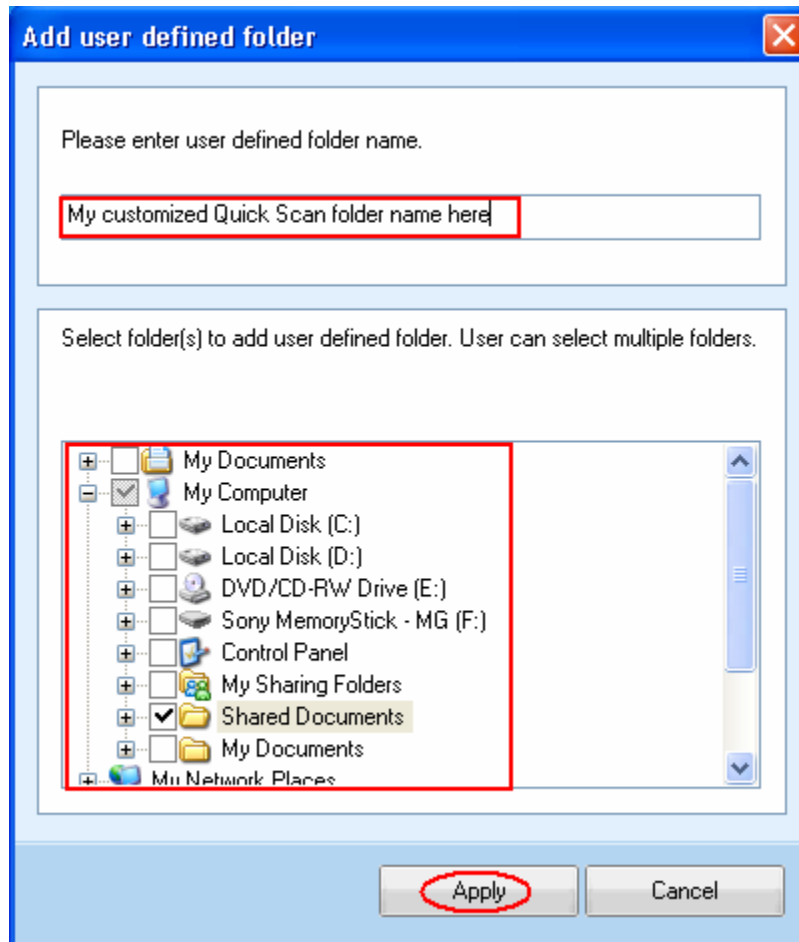 Add user defined folder
Please enter user defined folder name.
My customized Quick Scan folder name here
Select folder(s) to add user defined folder. User can select multiple folders.
My Documents
My Computer
Local Disk (C:)
Local Disk (D:)
DVD/CD-RW Drive (E:)
Sony MemoryStick - MG (F:)
Control Panel
My Sharing Folders
Shared Documents
My Documents
My Network Places
Apply
Cancel